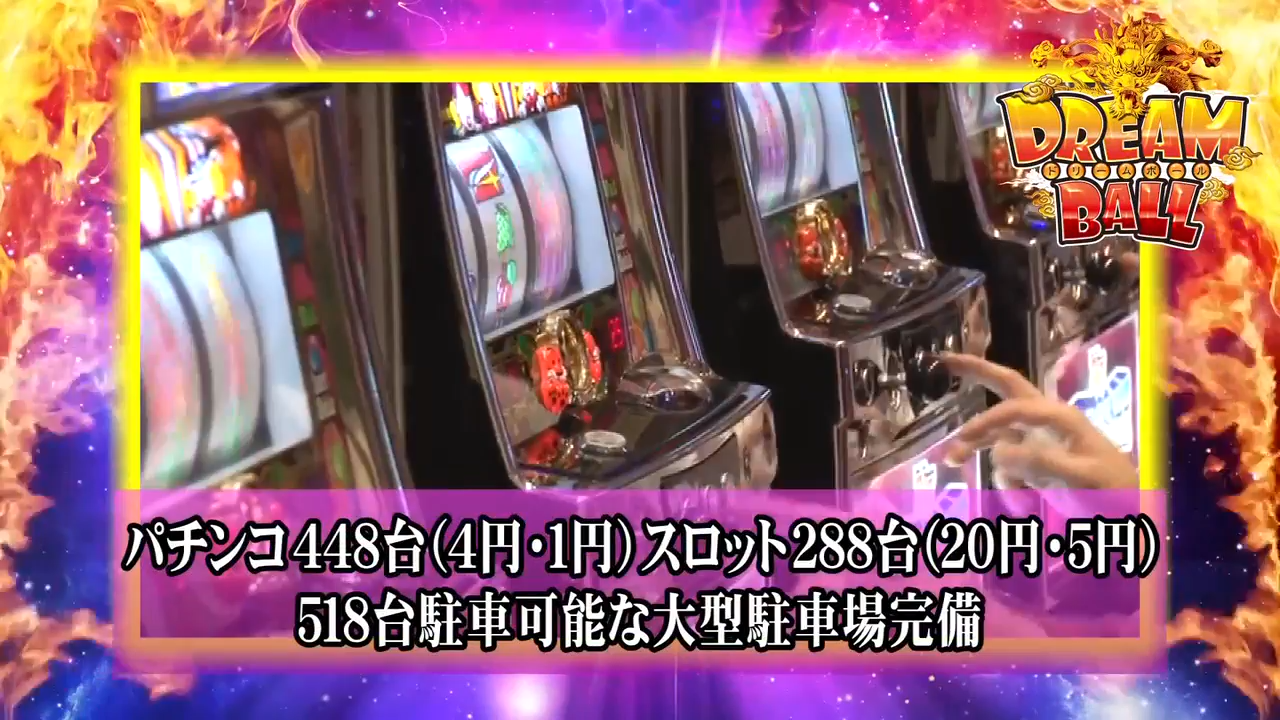 DREAM
ドリームボール
BALL
パチンコ448台(4円・1円)スロット288台(20円・5円)
518台駐車可能な大型駐車場完備